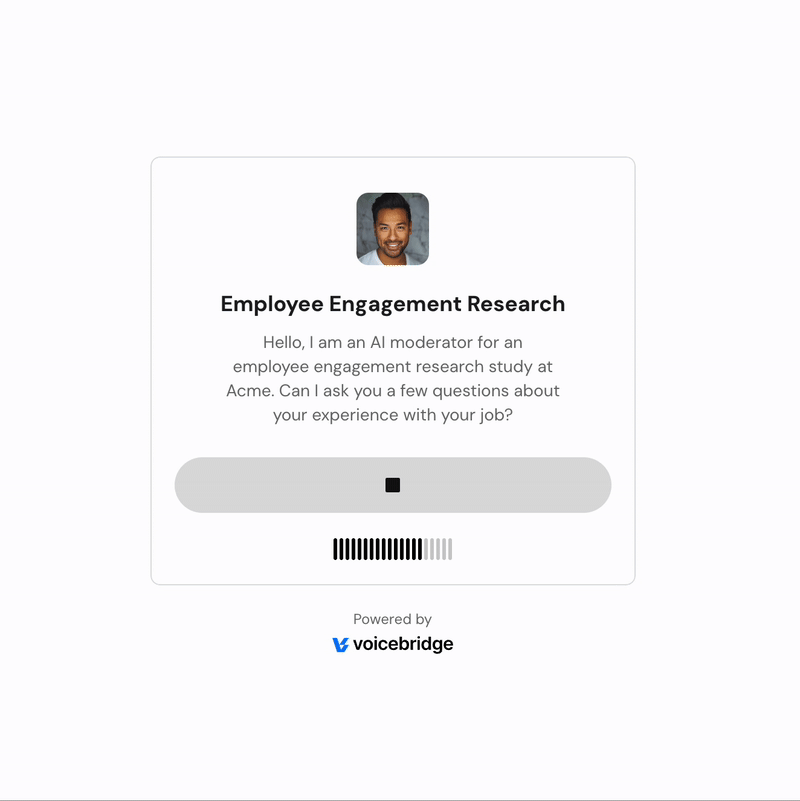 Employee Engagement Research
Hello, I am an AI moderator for an
employee engagement research study at
Acme. Can I ask you a few questions about
your experience with your job?
Powered by
voicebridge